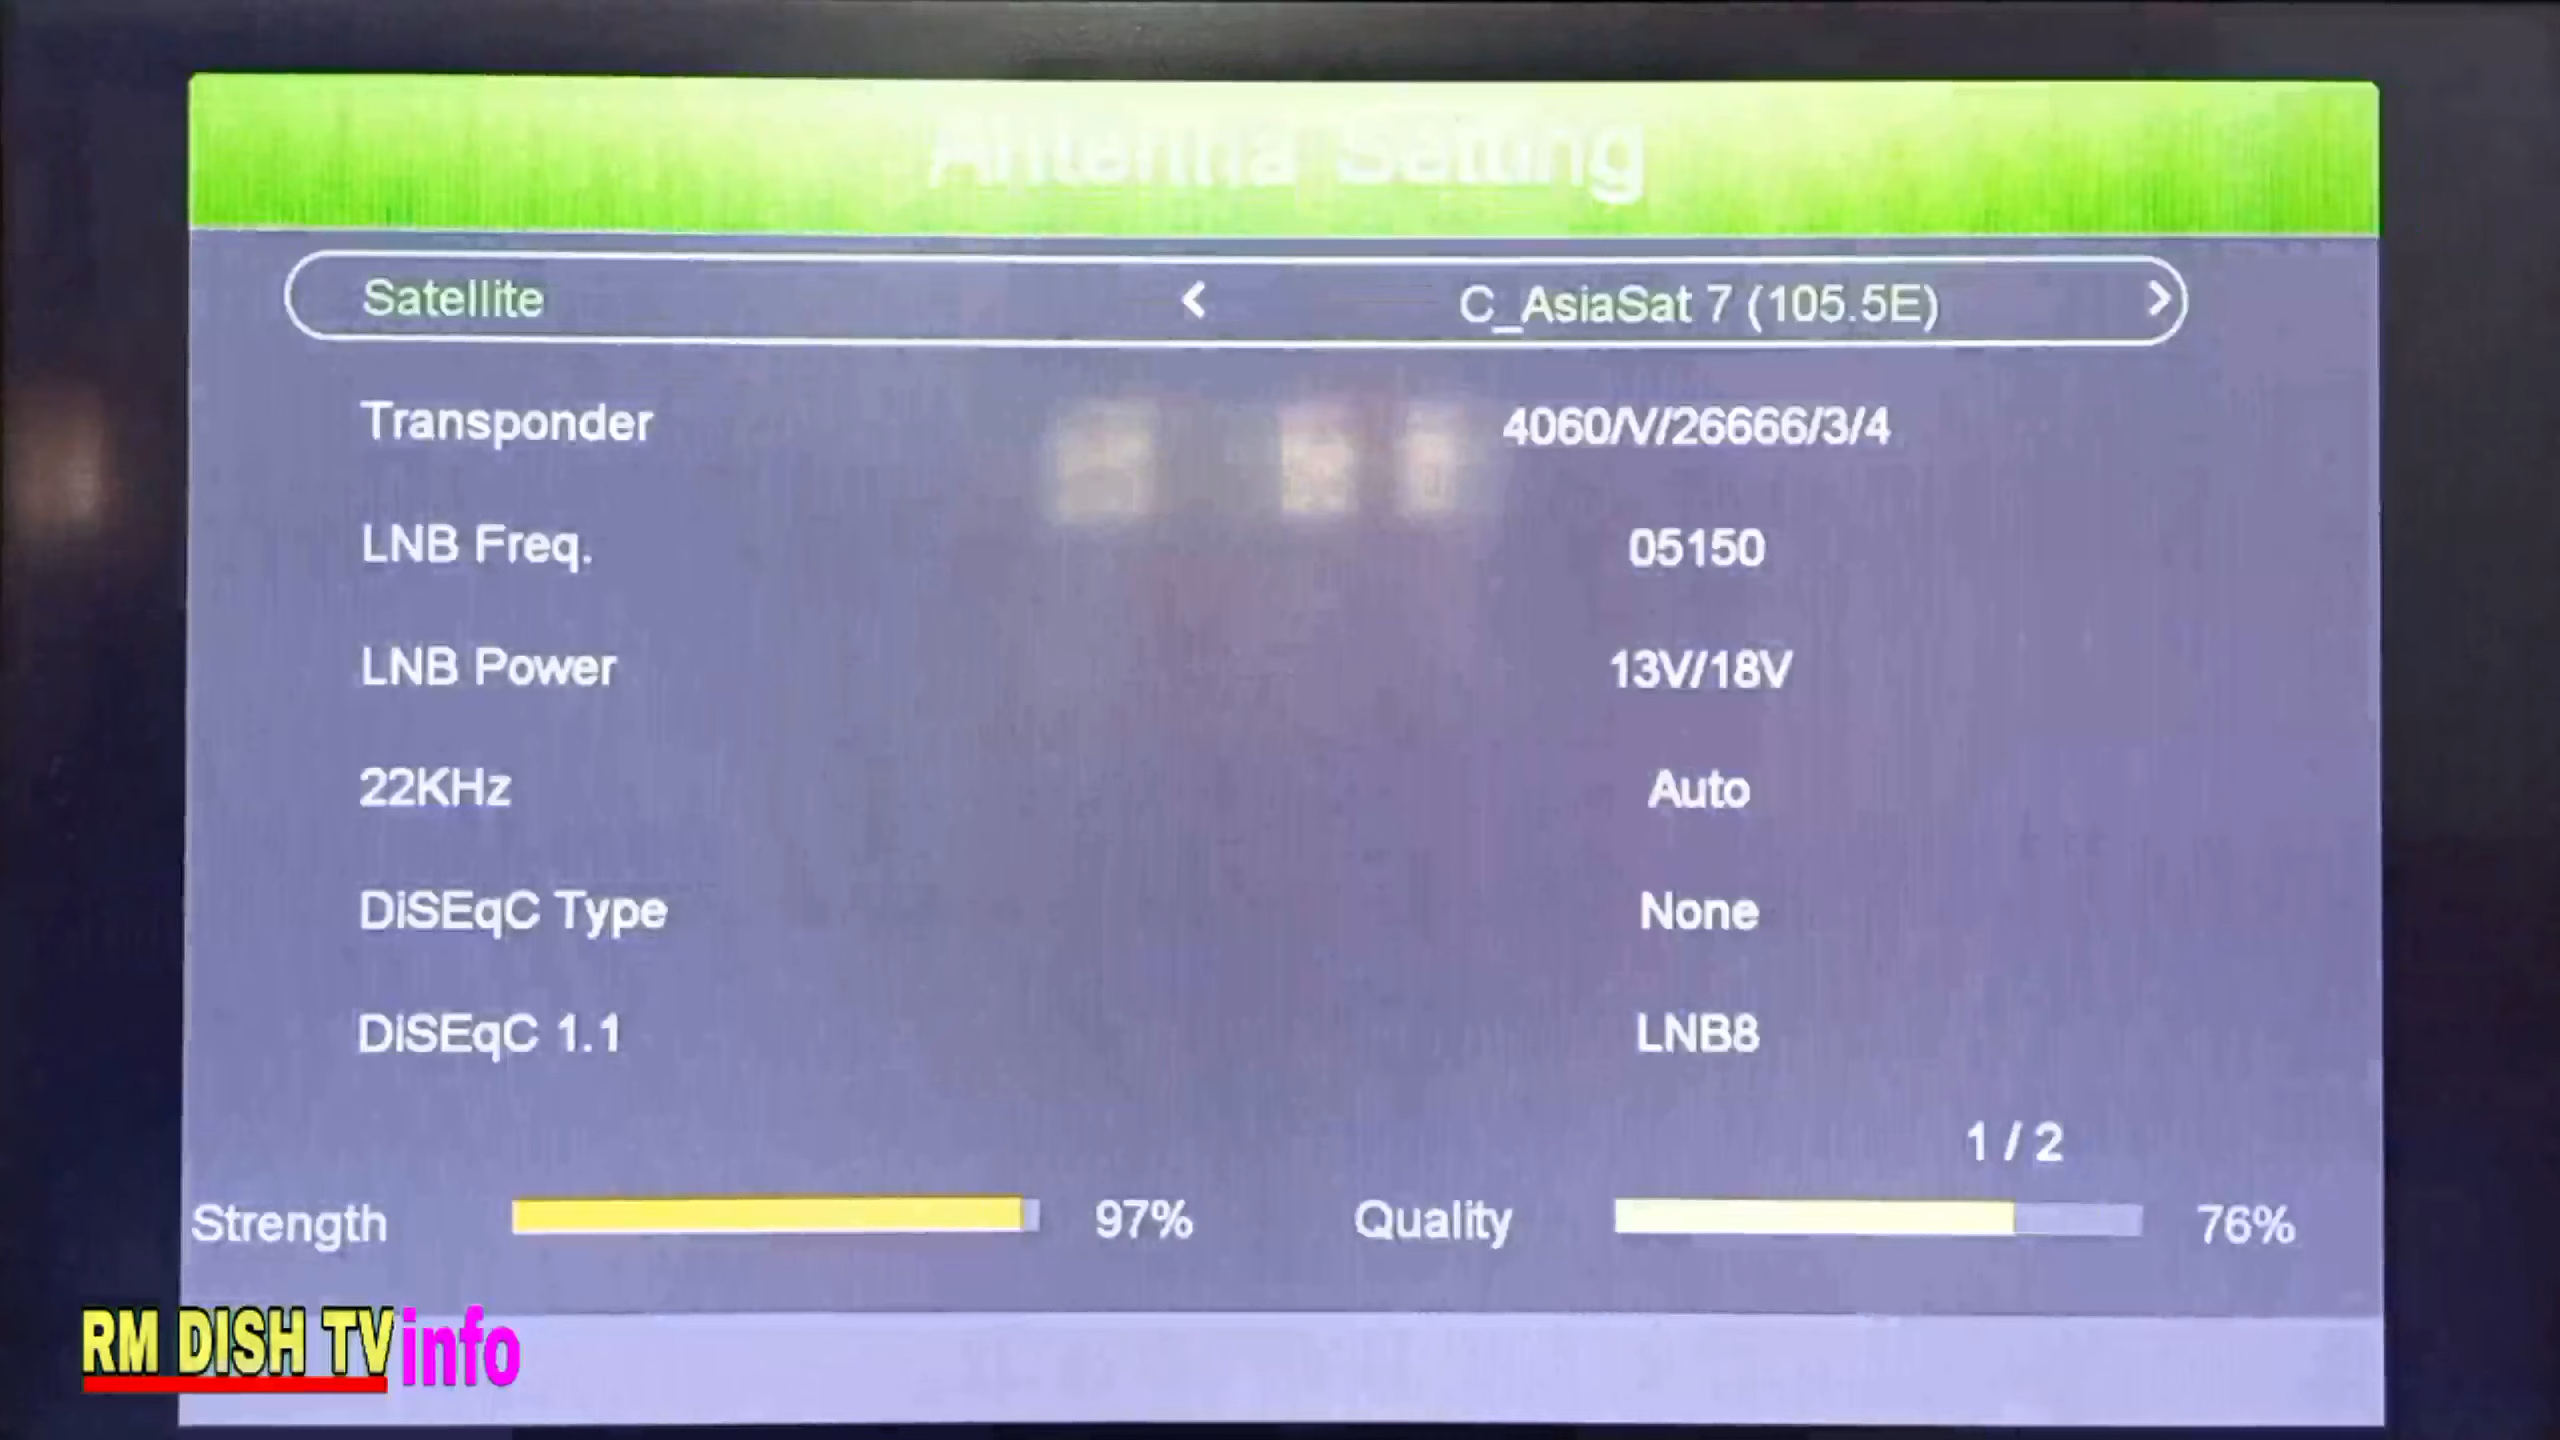 Antenna Setting
Satellite < C_AsiaSat 7 (105.5E) >
Transponder 4060/V/26666/3/4
LNB Freq. 05150
LNB Power 13V/18V
22KHz Auto
DiSEqC Type None
DiSEqC 1.1 LNB8
1 / 2
Strength 97% Quality 76%
RM DISH TV info